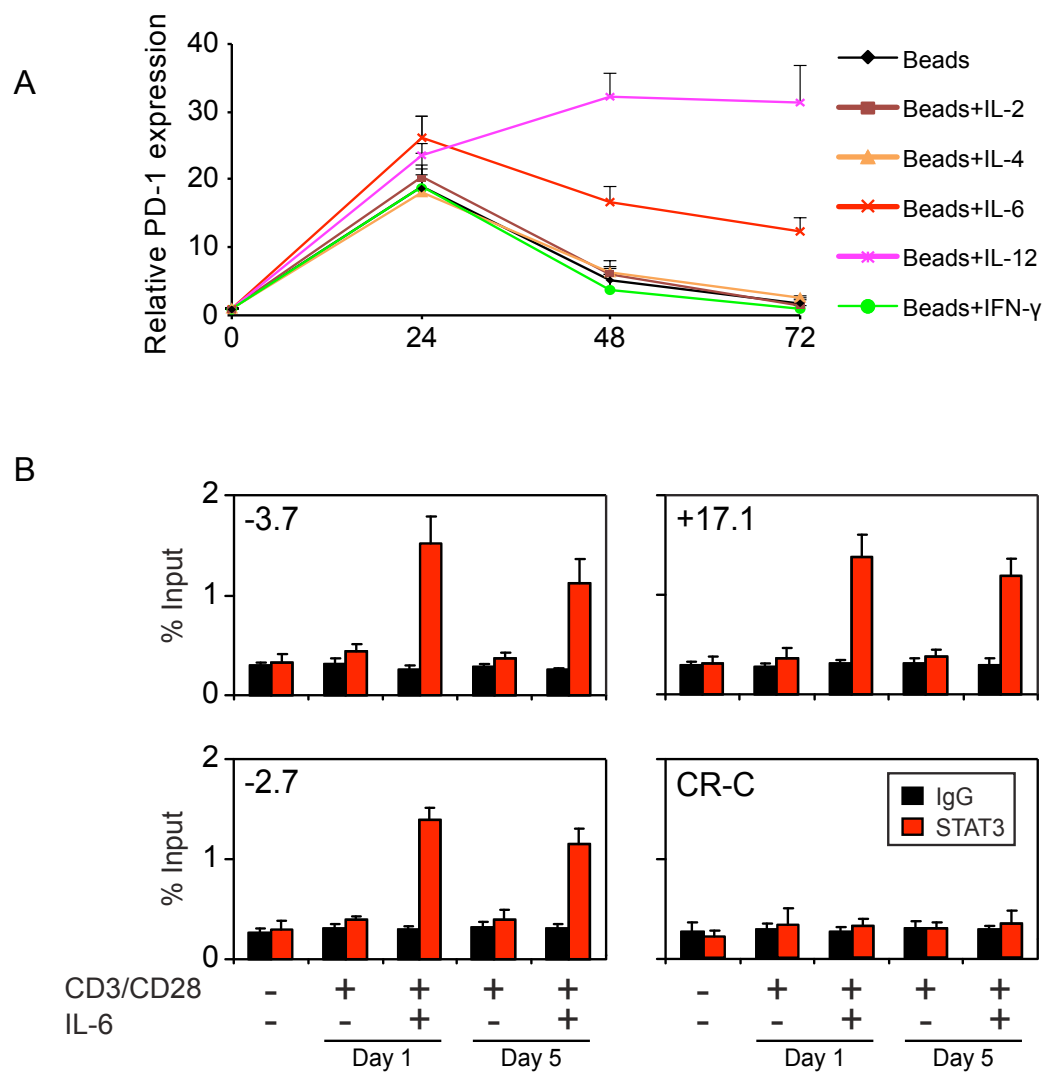 A
Relative PD-1 expression
40
30
20
10
0
0 24 48 72
Beads
Beads+IL-2
Beads+IL-4
Beads+IL-6
Beads+IL-12
Beads+IFN-γ
B
% Input
2
1
0
-3.7
+17.1
% Input
2
1
0
-2.7
CR-C
IgG
STAT3
CD3/CD28 - + + + + - + + + +
IL-6 - - + - + - - + - +
Day 1 Day 5 Day 1 Day 5